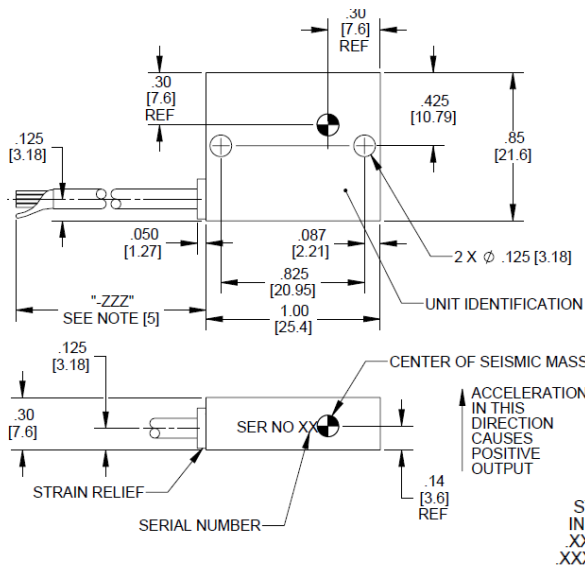 .30
[7.6]
REF
.30
[7.6]
REF
.425
[10.79]
.85
[21.6]
.125
[3.18]
.050
[1.27]
.087
[2.21]
2 X Ø .125 [3.18]
.825
[20.95]
UNIT IDENTIFICATION
"-ZZZ"
SEE NOTE [5]
1.00
[25.4]
.125
[3.18]
CENTER OF SEISMIC MASS
.30
[7.6]
SER NO XX
ACCELERATION
IN THIS
DIRECTION
CAUSES
POSITIVE
OUTPUT
STRAIN RELIEF
.14
[3.6]
REF
SERIAL NUMBER
S
IN
.XX
.XXX